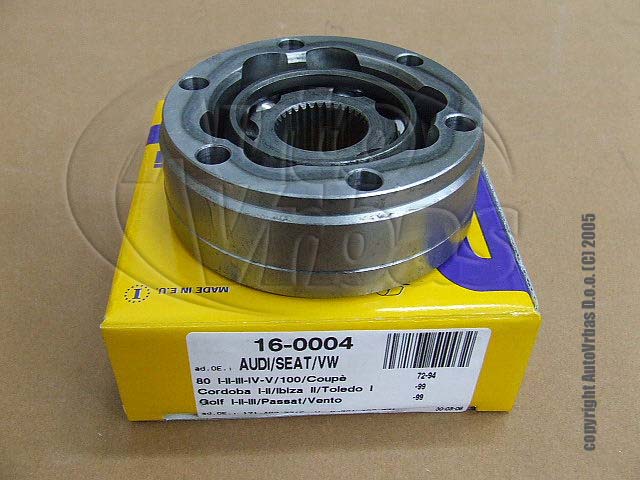 MADE IN E.U.
16-0004
ad.OE.: AUDI/SEAT/VW
80 I-II-III-IV-V/100/Coupè 72-94
Cordoba I-II/Ibiza II/Toledo I -99
Golf I-II-III/Passat/Vento -99
ad.OE.:
copyright AutoVrbas D.o.o. (C) 2005